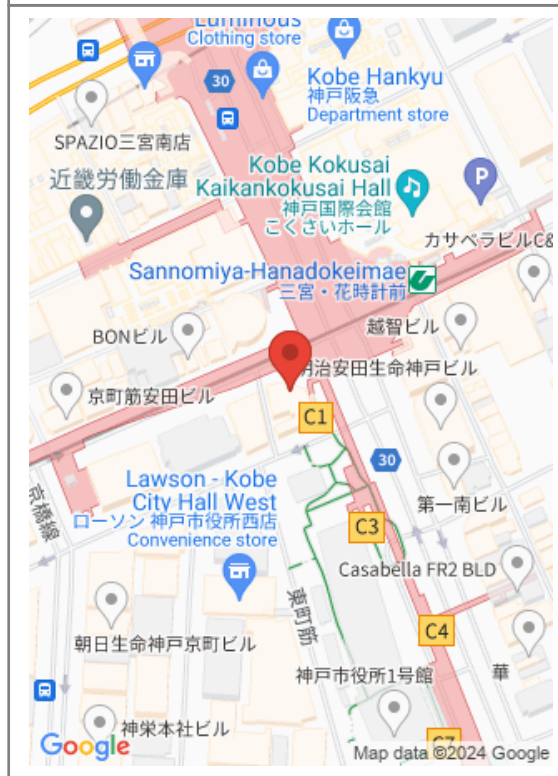 Luminous
Clothing store
30
Kobe Hankyu
神戸阪急
Department store
SPAZIO三宮南店
近畿労働金庫
Kobe Kokusai
Kaikankokusai Hall
神戸国際会館
こくさいホール
P
カサベラビルC&
Sannomiya-Hanadokeimae
三宮・花時計前
越智ビル
BONビル
明治安田生命神戸ビル
京町筋安田ビル
C1
30
Lawson - Kobe
City Hall West
ローソン 神戸市役所西店
Convenience store
京橋線
第一南ビル
C3
Casabella FR2 BLD
東町筋
C4
朝日生命神戸京町ビル
華
神戸市役所1号館
神栄本社ビル
C7
Google
Map data ©2024 Google